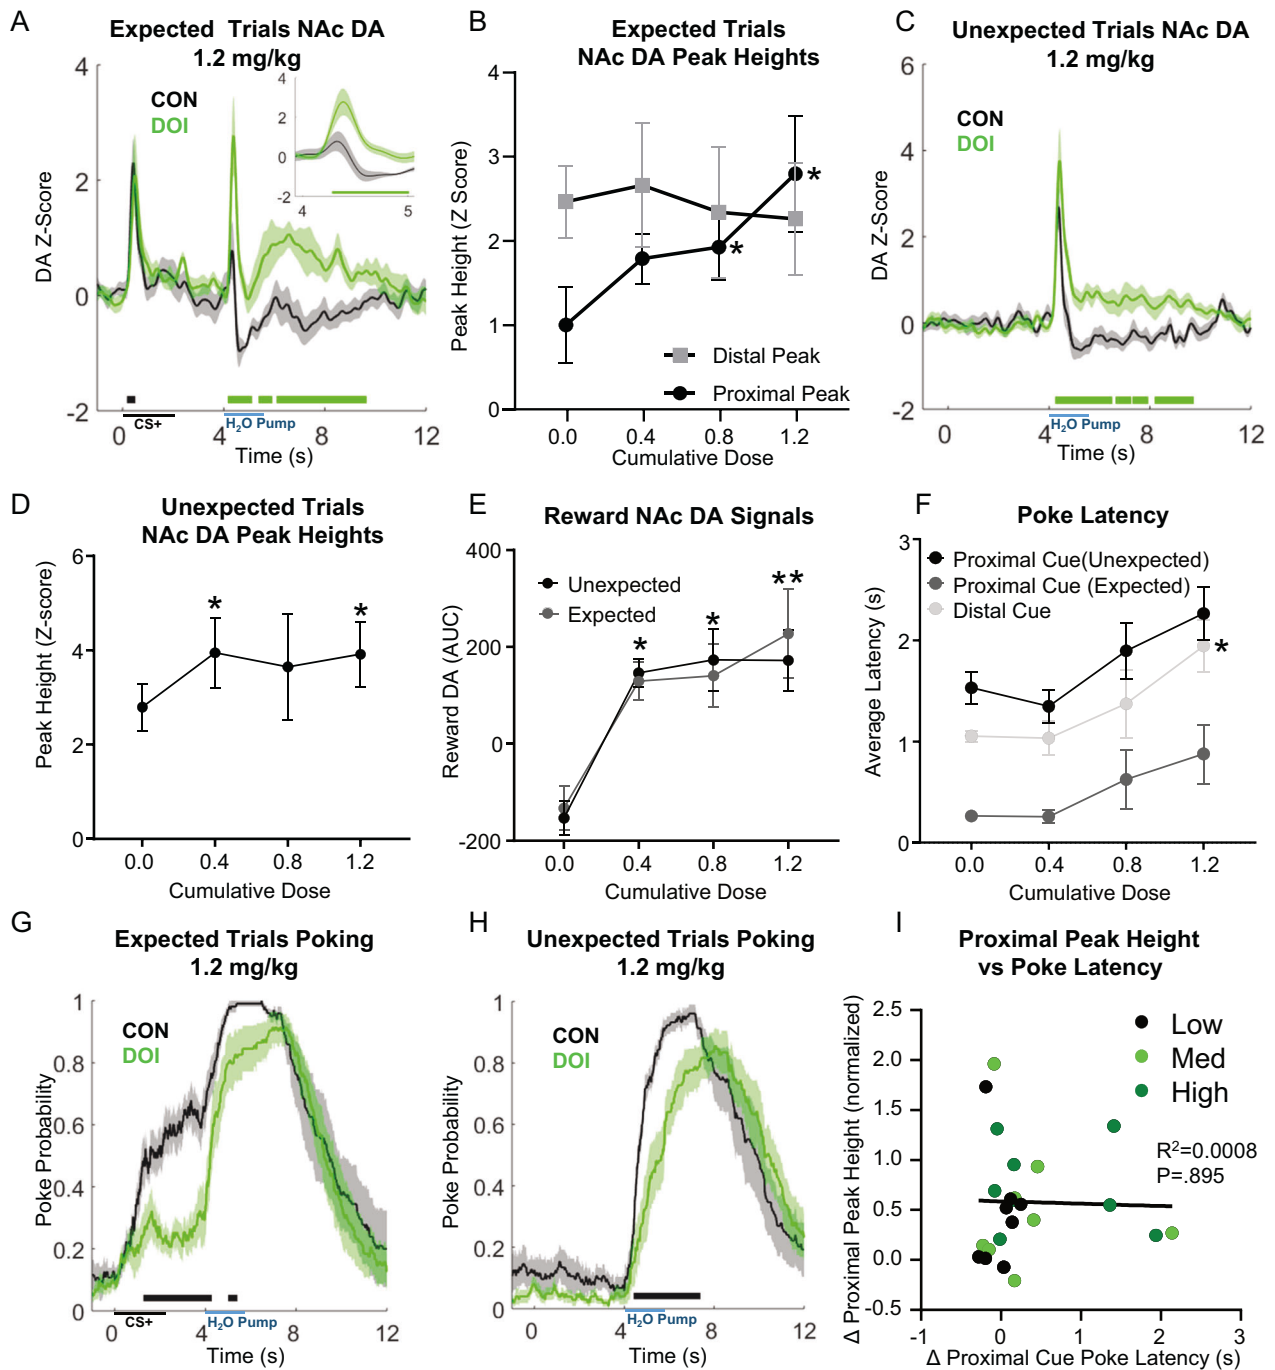 A
Expected Trials NAc DA
1.2 mg/kg
CON
DOI
DA Z-Score
4
2
0
-2
4
2
0
-2
4
5
CS+
H₂O Pump
0
4
8
12
Time (s)
B
Expected Trials
NAc DA Peak Heights
Peak Height (Z Score)
4
3
2
1
0
*
*
Distal Peak
Proximal Peak
0.0
0.4
0.8
1.2
Cumulative Dose
C
Unexpected Trials NAc DA
1.2 mg/kg
CON
DOI
DA Z-Score
6
4
2
0
-2
H₂O Pump
0
4
8
12
Time (s)
D
Unexpected Trials
NAc DA Peak Heights
Peak Height (Z-score)
6
4
2
0
*
*
0.0
0.4
0.8
1.2
Cumulative Dose
E
Reward NAc DA Signals
Reward DA (AUC)
400
200
0
-200
Unexpected
Expected
*
*
**
0.0
0.4
0.8
1.2
Cumulative Dose
F
Poke Latency
Average Latency (s)
3
2
1
0
Proximal Cue(Unexpected)
Proximal Cue (Expected)
Distal Cue
*
0.0
0.4
0.8
1.2
Cumulative Dose
G
Expected Trials Poking
1.2 mg/kg
CON
DOI
Poke Probability
1
0.8
0.6
0.4
0.2
0
CS+
H₂O Pump
0
4
8
12
Time (s)
H
Unexpected Trials Poking
1.2 mg/kg
CON
DOI
Poke Probability
1
0.8
0.6
0.4
0.2
0
H₂O Pump
0
4
8
12
Time (s)
I
Proximal Peak Height
vs Poke Latency
Δ Proximal Peak Height (normalized)
2.5
2.0
1.5
1.0
0.5
0.0
-0.5
Low
Med
High
R²=0.0008
P=.895
-1
0
1
2
3
Δ Proximal Cue Poke Latency (s)